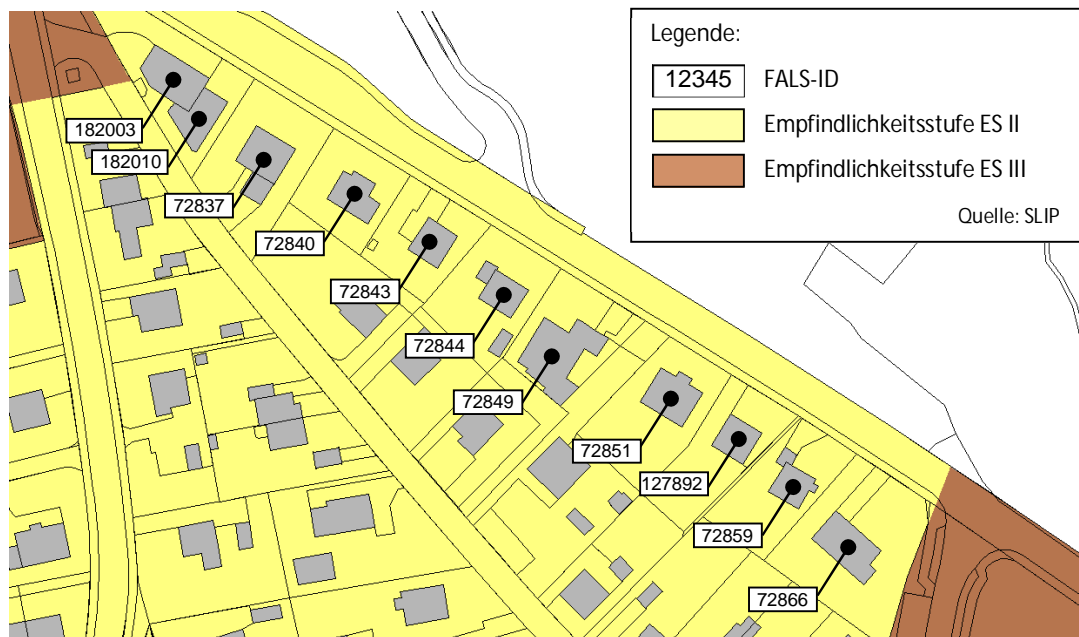 Legende:
12345 FALS-ID
Empfindlichkeitsstufe ES II
Empfindlichkeitsstufe ES III
Quelle: SLIP
182003
182010
72837
72840
72843
72844
72849
72851
127892
72859
72866